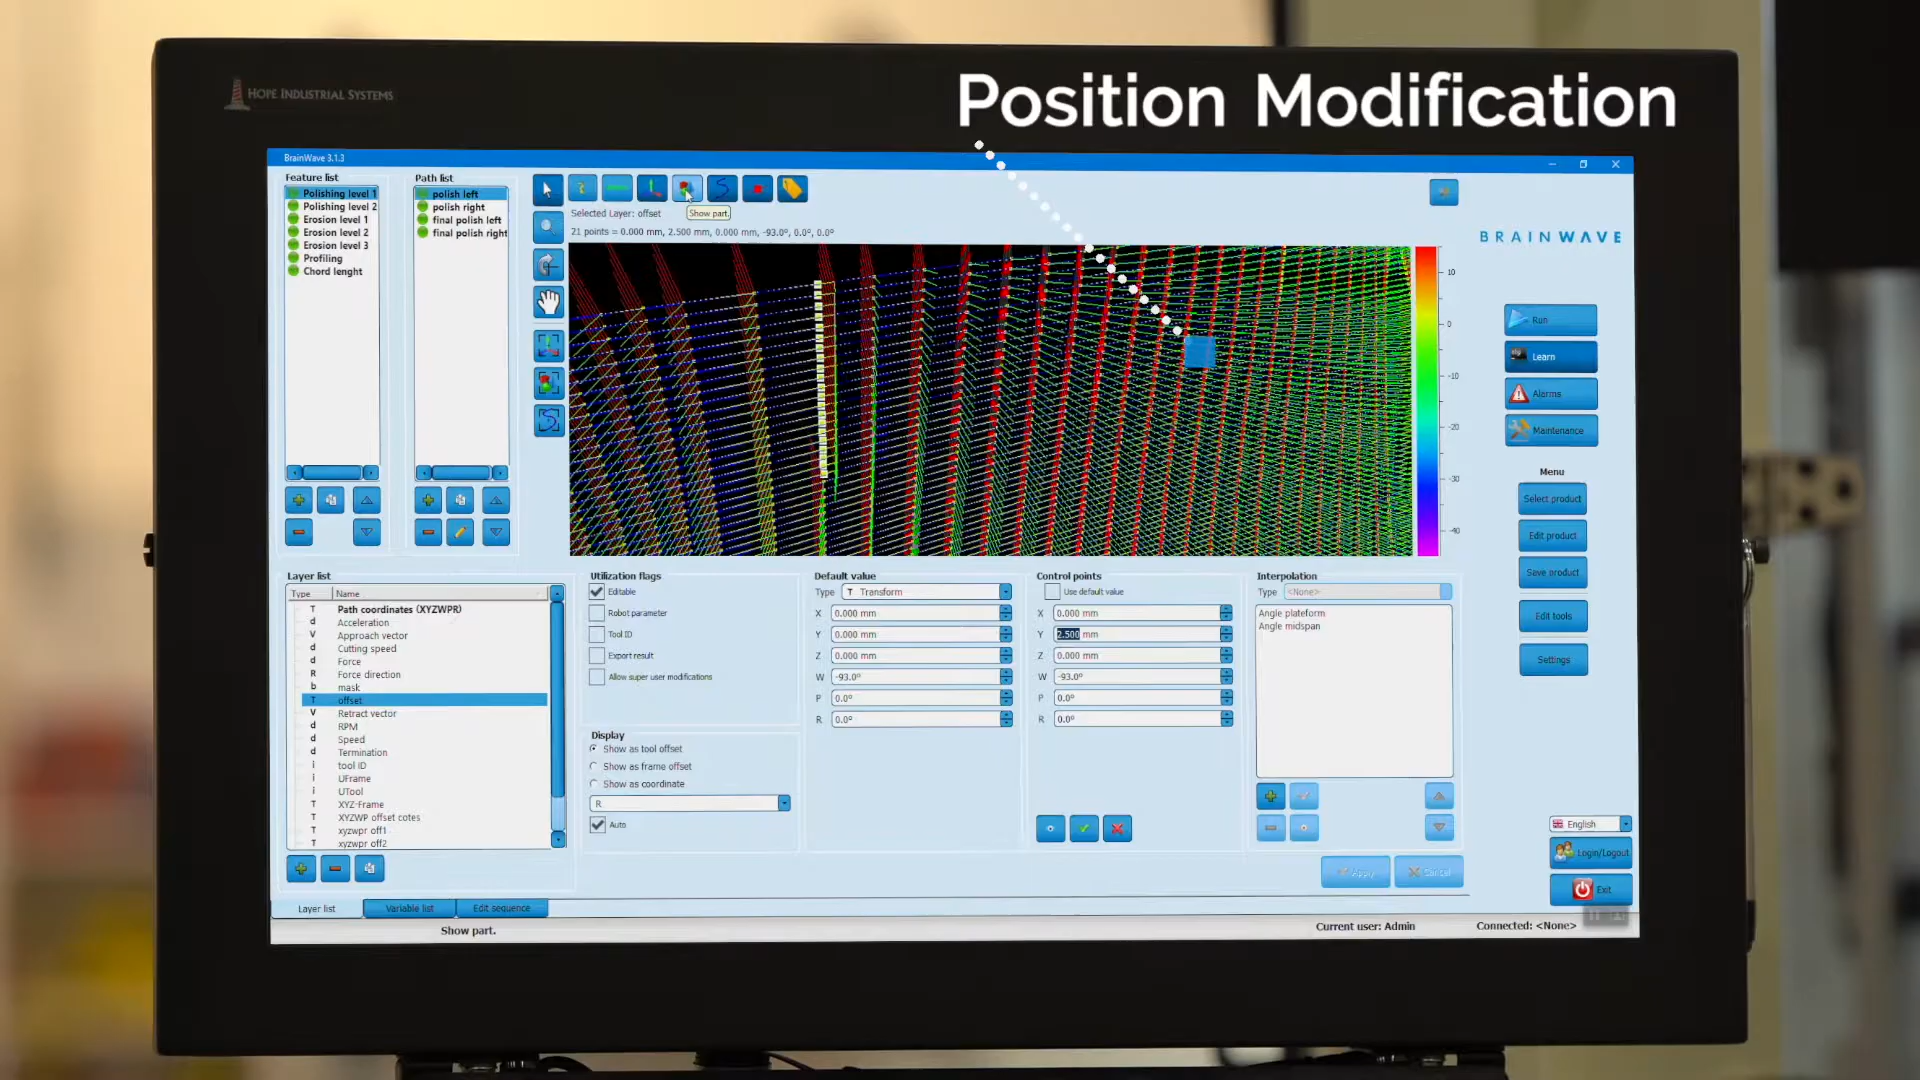 Position Modification
HOPE INDUSTRIAL SYSTEMS
BrainWave 3.1.3
Feature list
Polishing level 1
Polishing level 2
Erosion level 1
Erosion level 2
Erosion level 3
Profiling
Chord lenght
Path list
polish left
polish right
final polish left
final polish right
Selected Layer: offset
Show part.
21 points = 0.000 mm, 2.500 mm, 0.000 mm, -93.0°, 0.0°, 0.0°
10
0
-10
-20
-30
-40
BRAINWAVE
Run
Learn
Alarms
Maintenance
Menu
Select product
Edit product
Save product
Edit tools
Settings
Layer list
Type Name
T Path coordinates (XYZWPR)
d Acceleration
V Approach vector
d Cutting speed
d Force
R Force direction
b mask
T offset
V Retract vector
d RPM
d Speed
d Termination
i tool ID
i UFrame
i UTool
T XYZ-Frame
T XYZWP offset cotes
T xyzwpr off1
T xyzwpr off2
Utilization flags
Editable
Robot parameter
Tool ID
Export result
Allow super user modifications
Display
Show as tool offset
Show as frame offset
Show as coordinate
R
Auto
Default value
Type T Transform
X 0.000 mm
Y 0.000 mm
Z 0.000 mm
W -93.0°
P 0.0°
R 0.0°
Control points
Use default value
X 0.000 mm
Y 2.500 mm
Z 0.000 mm
W -93.0°
P 0.0°
R 0.0°
Interpolation
Type <None>
Angle plateform
Angle midspan
Apply
Cancel
English
Login/Logout
Exit
Layer list
Variable list
Edit sequence
Show part.
Current user: Admin
Connected: <None>